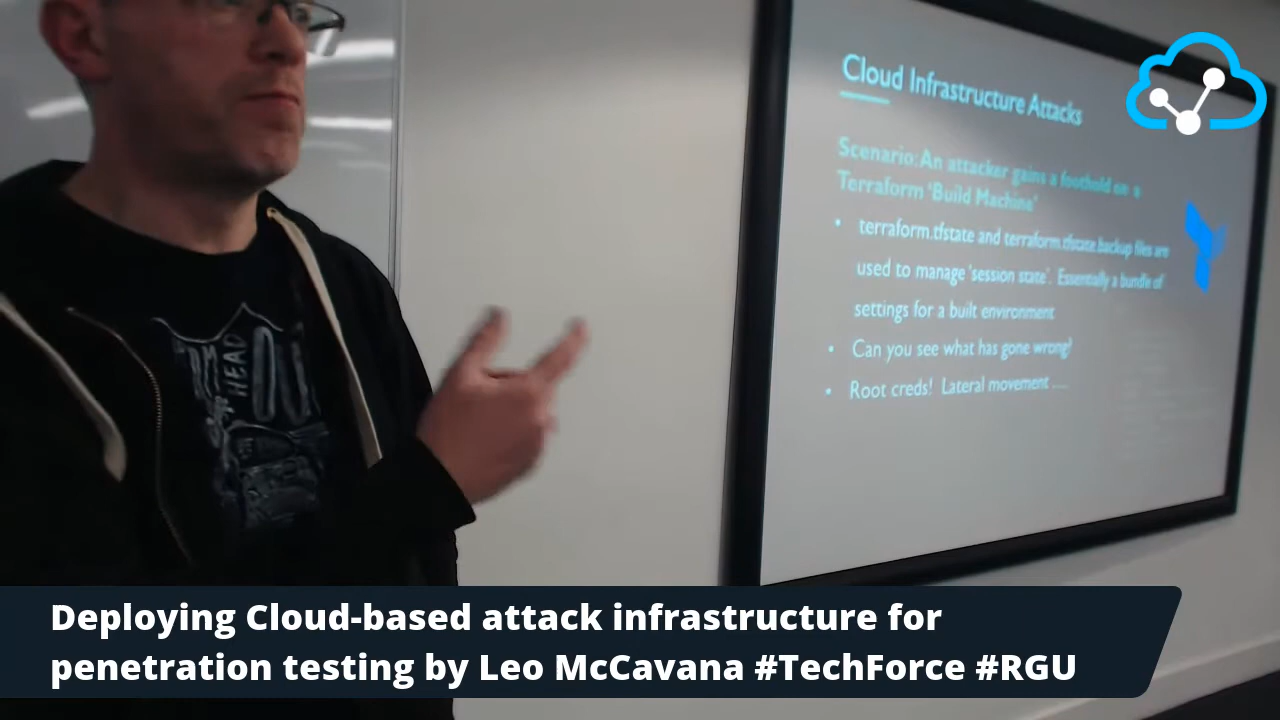 Cloud Infrastructure Attacks
Scenario: An attacker gains a foothold on a
Terraform 'Build Machine'
• terraform.tfstate and terraform.tfstate.backup files are
used to manage 'session state'. Essentially a bundle of
settings for a built environment
• Can you see what has gone wrong?
• Root creds! Lateral movement .....
HEAD
Deploying Cloud-based attack infrastructure for
penetration testing by Leo McCavana #TechForce #RGU